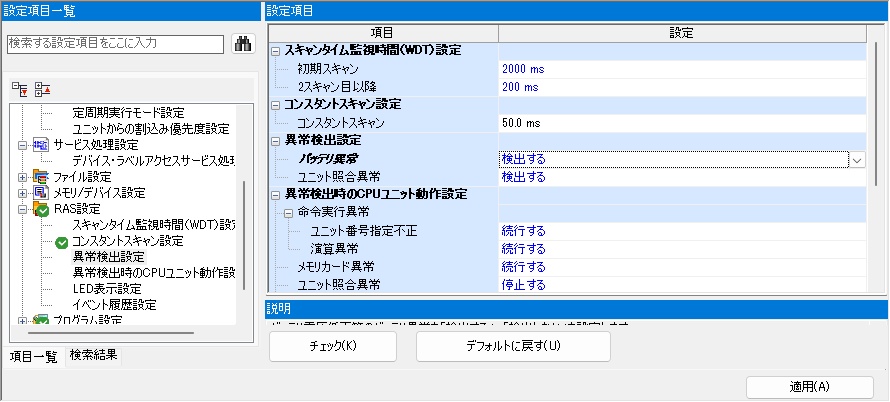 設定項目一覧
検索する設定項目をここに入力
定周期実行モード設定
ユニットからの割込み優先度設定
サービス処理設定
デバイス・ラベルアクセスサービス処理
ファイル設定
メモリ/デバイス設定
RAS設定
スキャンタイム監視時間(WDT)設定
コンスタントスキャン設定
異常検出設定
異常検出時のCPUユニット動作設
LED表示設定
イベント履歴設定
プログラム設定
項目一覧
検索結果
設定項目
項目 設定
スキャンタイム監視時間(WDT)設定
初期スキャン 2000 ms
2スキャン目以降 200 ms
コンスタントスキャン設定
コンスタントスキャン 50.0 ms
異常検出設定
バッテリ異常 検出する
ユニット照合異常 検出する
異常検出時のCPUユニット動作設定
命令実行異常
ユニット番号指定不正 続行する
演算異常 続行する
メモリカード異常 続行する
ユニット照合異常 停止する
説明
チェック(K)
デフォルトに戻す(U)
適用(A)